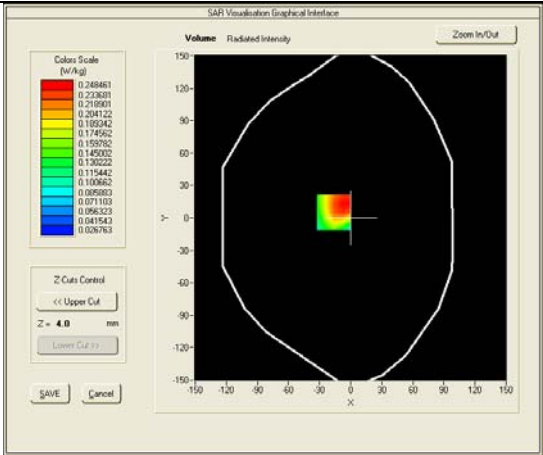 SAR Visualisation Graphical Interface
Volume Radiated Intensity
Zoom In/Out
Colors Scale
(W/kg)
0.248461
0.233681
0.218901
0.204122
0.189342
0.174562
0.159782
0.145002
0.130222
0.115442
0.100662
0.085883
0.071103
0.056323
0.041543
0.026763
Z Cuts Control
<< Upper Cut
Z = 4.0 mm
Lower Cut >>
SAVE Cancel
150-
120-
90-
60-
30-
0-
-30-
-60-
-90-
-120-
-150-
Y
-150 -120 -90 -60 -30 0 30 60 90 120 150
X